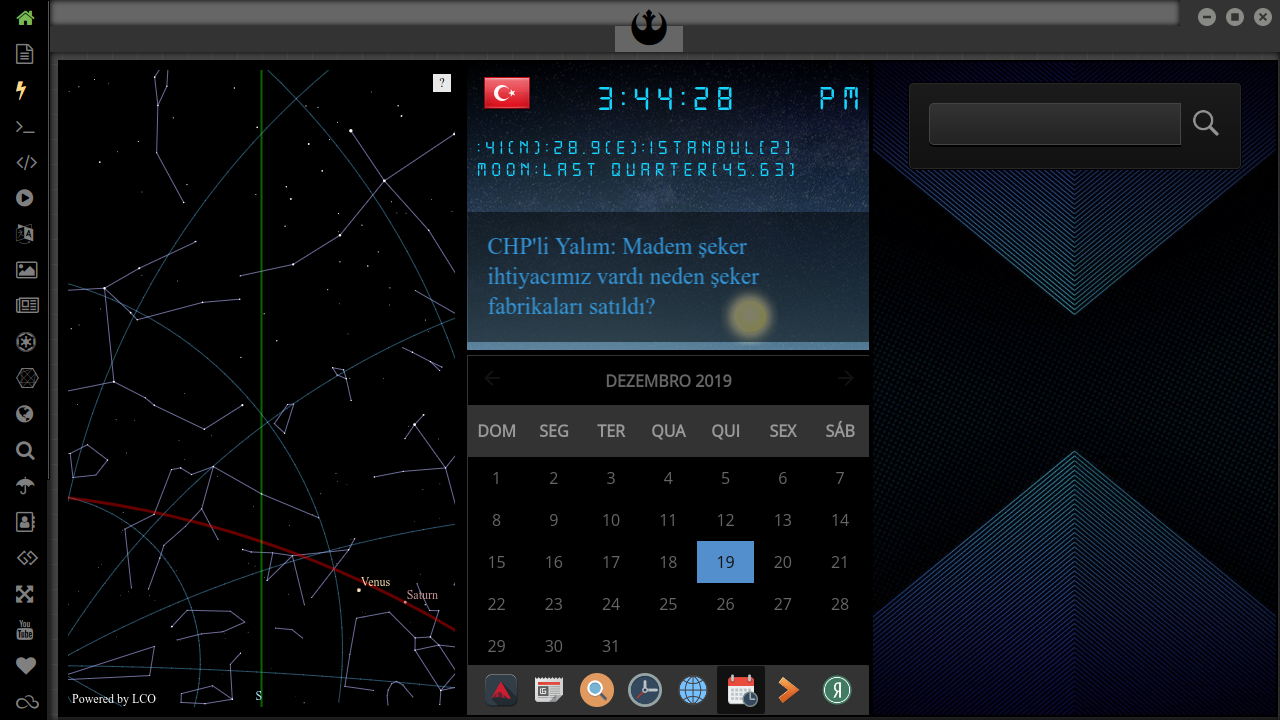 ?
3:44:28 PM
:41(N):28.9(E):ISTANBUL(2)
MOON:LAST QUARTER(45.63)
CHP'li Yalım: Madem şeker
ihtiyacımız vardı neden şeker
fabrikaları satıldı?
DEZEMBRO 2019
DOM SEG TER QUA QUI SEX SÁB
1 2 3 4 5 6 7
8 9 10 11 12 13 14
15 16 17 18 19 20 21
22 23 24 25 26 27 28
29 30 31
Venus
Saturn
S
Powered by LCO
You
Tube
Я